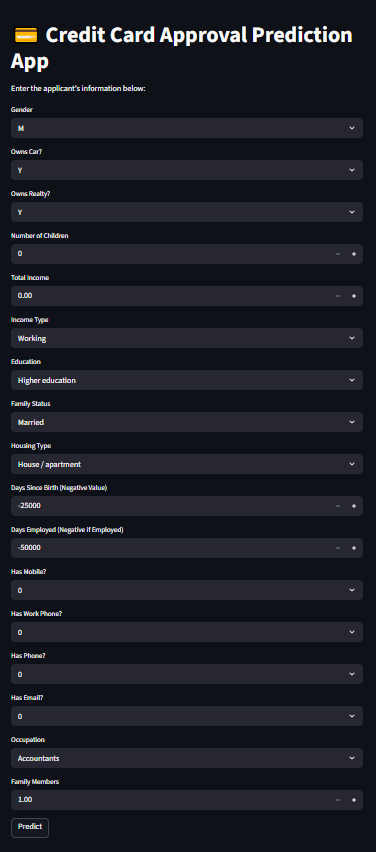 💳 Credit Card Approval Prediction
App
Enter the applicant's information below:
Gender
M
Owns Car?
Y
Owns Realty?
Y
Number of Children
0
Total Income
0.00
Income Type
Working
Education
Higher education
Family Status
Married
Housing Type
House / apartment
Days Since Birth (Negative Value)
-25000
Days Employed (Negative if Employed)
-50000
Has Mobile?
0
Has Work Phone?
0
Has Phone?
0
Has Email?
0
Occupation
Accountants
Family Members
1.00
Predict